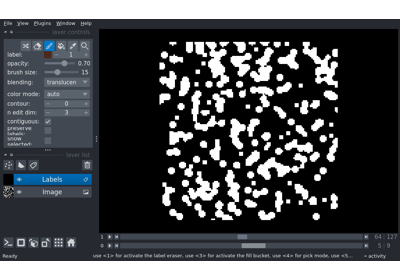 File View Plugins Window Help
layer controls
label: 1
opacity: 0.70
brush size: 15
blending: translucen
color mode: auto
contour: 0
n edit dim: 3
contiguous:
preserve
labels:
show
selected:
layer list
Labels
Image
1 64 127
0 5 9
Ready use <1> for activate the label eraser, use <3> for activate the fill bucket, use <4> for pick mode, use <5... activity